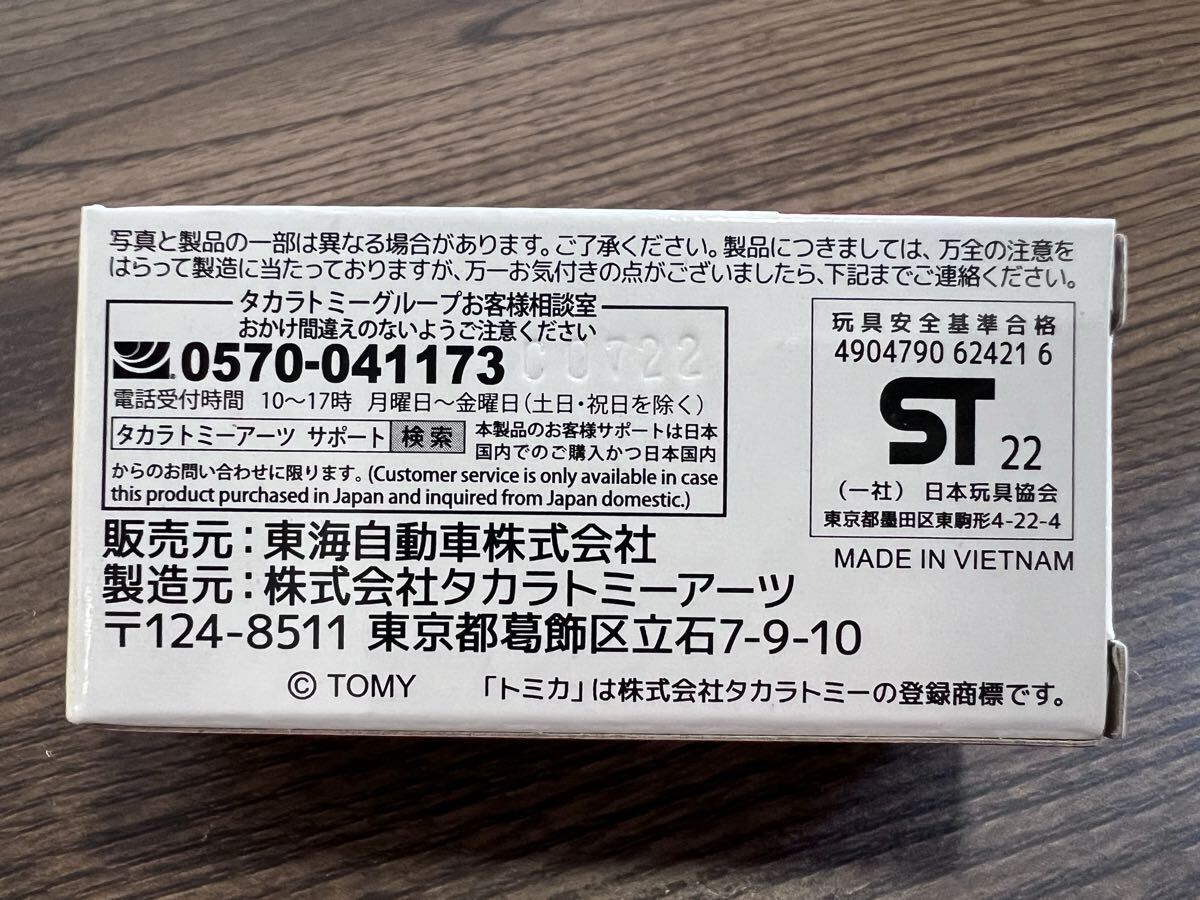 写真と製品の一部は異なる場合があります。ご了承ください。製品につきましては、万全の注意を
はらって製造に当たっておりますが、万一お気付きの点がございましたら、下記までご連絡ください。
タカラトミーグループお客様相談室
おかけ間違えのないようご注意ください
0570-041173
C0722
電話受付時間 10～17時 月曜日～金曜日(土日・祝日を除く)
タカラトミーアーツ サポート 検索
本製品のお客様サポートは日本
国内でのご購入かつ日本国内
からのお問い合わせに限ります。(Customer service is only available in case
this product purchased in Japan and inquired from Japan domestic.)
玩具安全基準合格
4904790 62421 6
ST 22
(一社) 日本玩具協会
東京都墨田区東駒形4-22-4
MADE IN VIETNAM
販売元:東海自動車株式会社
製造元:株式会社タカラトミーアーツ
〒124-8511 東京都葛飾区立石7-9-10
© TOMY 「トミカ」は株式会社タカラトミーの登録商標です。